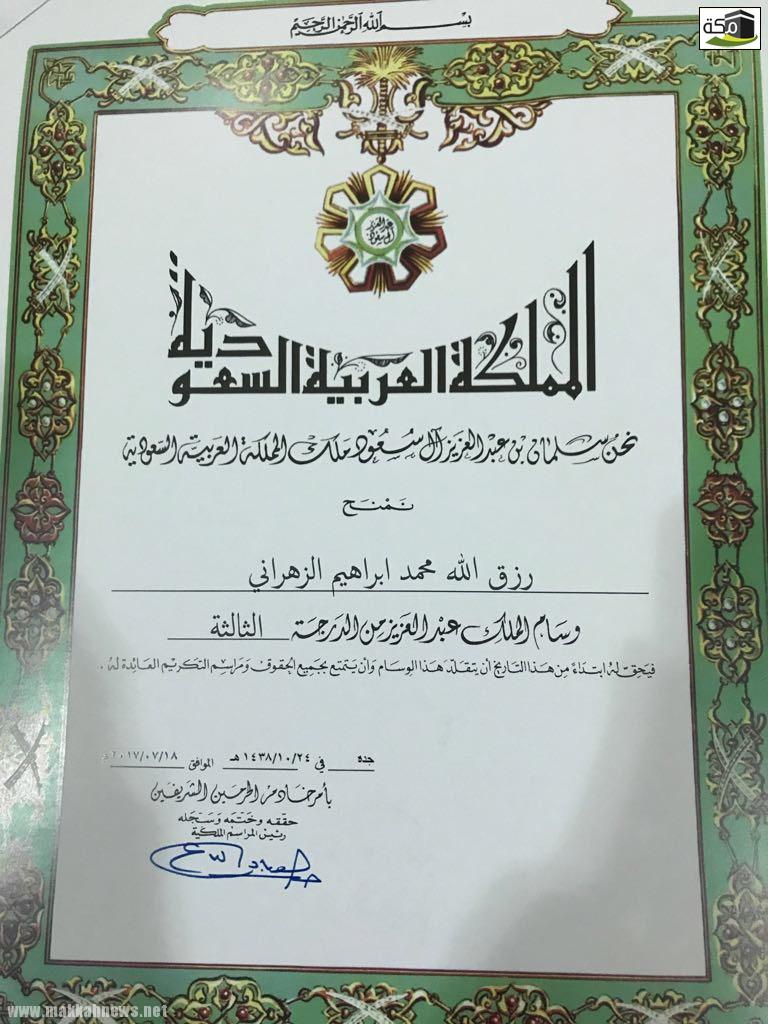 بسم الله الرحمن الرحيم
مكة
عبدالعزيز
آل سعود
المملكة العربية السعودية
نحن سلمان بن عبدالعزيز آل سعود ملك المملكة العربية السعودية
نمنح
رزق الله محمد ابراهيم الزهراني
وسام الملك عبدالعزيز من الدرجة الثالثة
فيحق له ابتداءً من هذا التاريخ أن يتقلد هذا الوسام وأن يتمتع بجميع الحقوق ومراسم التكريم العائدة له .
جده في ١٤٣٨/١٠/٢٤ هـ الموافق ٢٠١٧/٠٧/١٨م
بأمر خادم الحرمين الشريفين
حققه وختمه وسجله
رئيس المراسم الملكية
www.makkahnews.net